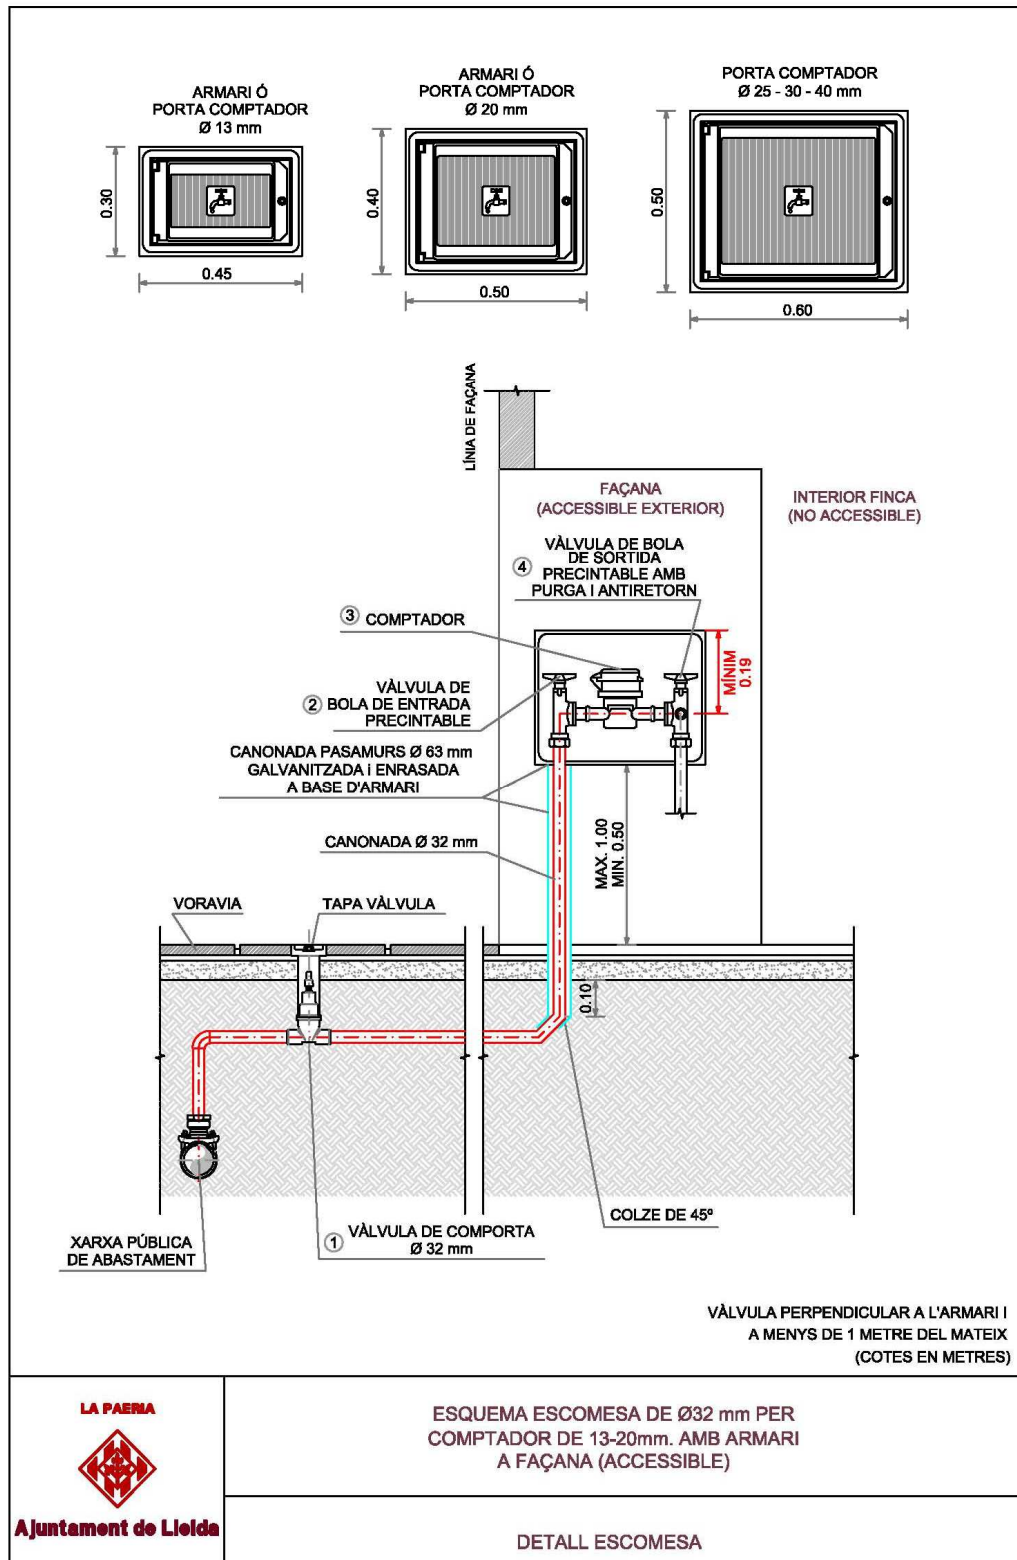 ARMARI Ó
PORTA COMPTADOR
Ø 13 mm
0.30
0.45
ARMARI Ó
PORTA COMPTADOR
Ø 20 mm
0.40
0.50
PORTA COMPTADOR
Ø 25 - 30 - 40 mm
0.50
0.60
LÍNIA DE FAÇANA
FAÇANA
(ACCESSIBLE EXTERIOR)
INTERIOR FINCA
(NO ACCESSIBLE)
4
VÀLVULA DE BOLA
DE SORTIDA
PRECINTABLE AMB
PURGA I ANTIRETORN
3 COMPTADOR
MÍNIM
0.19
2
VÀLVULA DE
BOLA DE ENTRADA
PRECINTABLE
CANONADA PASAMURS Ø 63 mm
GALVANITZADA i ENRASADA
A BASE D'ARMARI
CANONADA Ø 32 mm
MAX. 1.00
MIN. 0.50
VORAVIA
TAPA VÀLVULA
0.10
COLZE DE 45º
1
VÀLVULA DE COMPORTA
Ø 32 mm
XARXA PÚBLICA
DE ABASTAMENT
VÀLVULA PERPENDICULAR A L'ARMARI I
A MENYS DE 1 METRE DEL MATEIX
(COTES EN METRES)
LA PAERIA
Ajuntament de Lleida
ESQUEMA ESCOMESA DE Ø32 mm PER
COMPTADOR DE 13-20mm. AMB ARMARI
A FAÇANA (ACCESSIBLE)
DETALL ESCOMESA